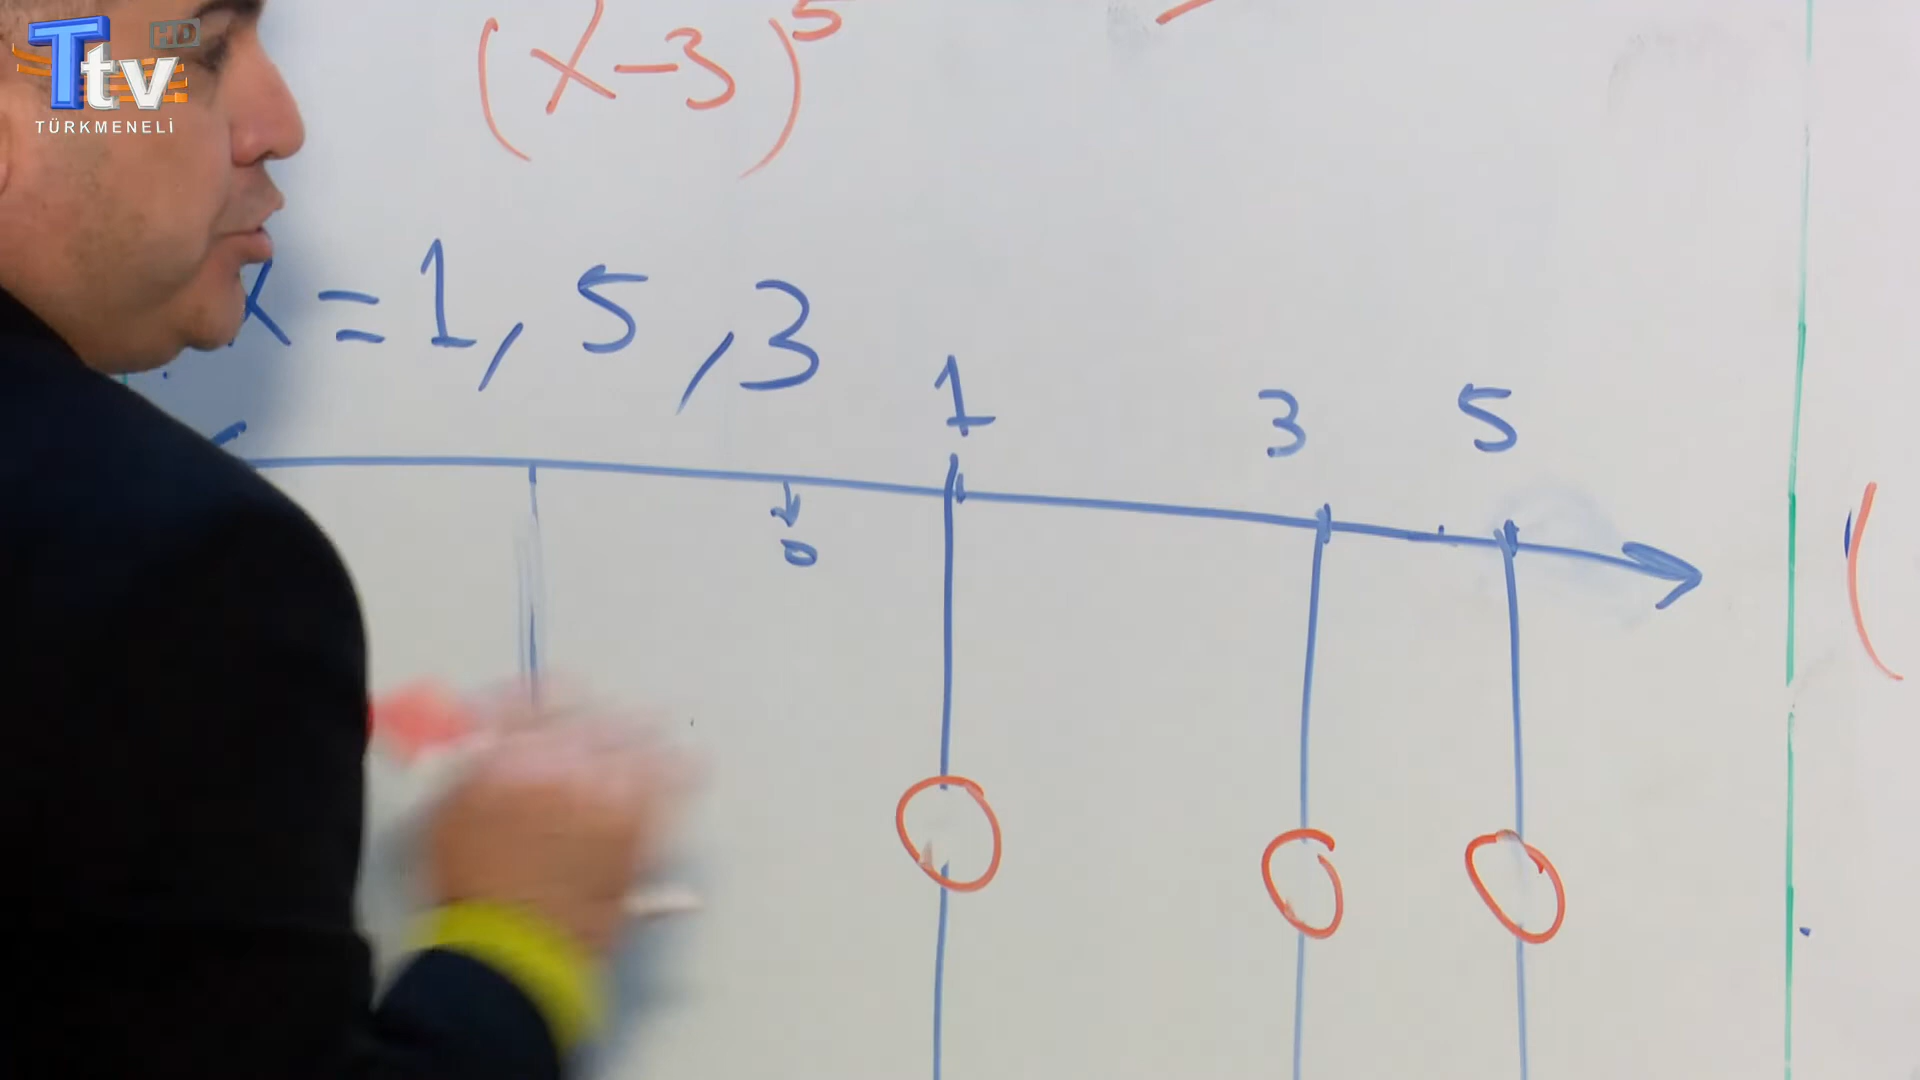 Ttv HD
TÜRKMENELİ
(x-3)^5
x = 1, 5, 3
1 3 5
0
(